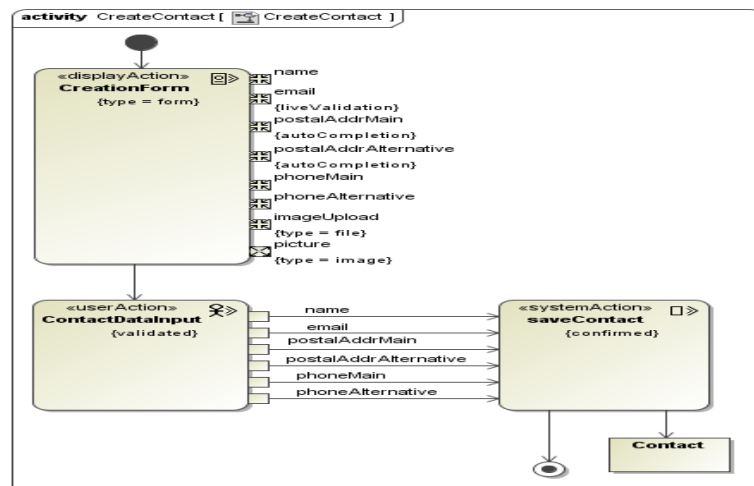 activity CreateContact [ CreateContact ]
«displayAction»
CreationForm
{type = form}
name
email
{liveValidation}
postalAddrMain
{autoCompletion}
postalAddrAlternative
{autoCompletion}
phoneMain
phoneAlternative
imageUpload
{type = file}
picture
{type = image}
«userAction»
ContactDataInput
{validated}
name
email
postalAddrMain
postalAddrAlternative
phoneMain
phoneAlternative
«systemAction»
saveContact
{confirmed}
Contact